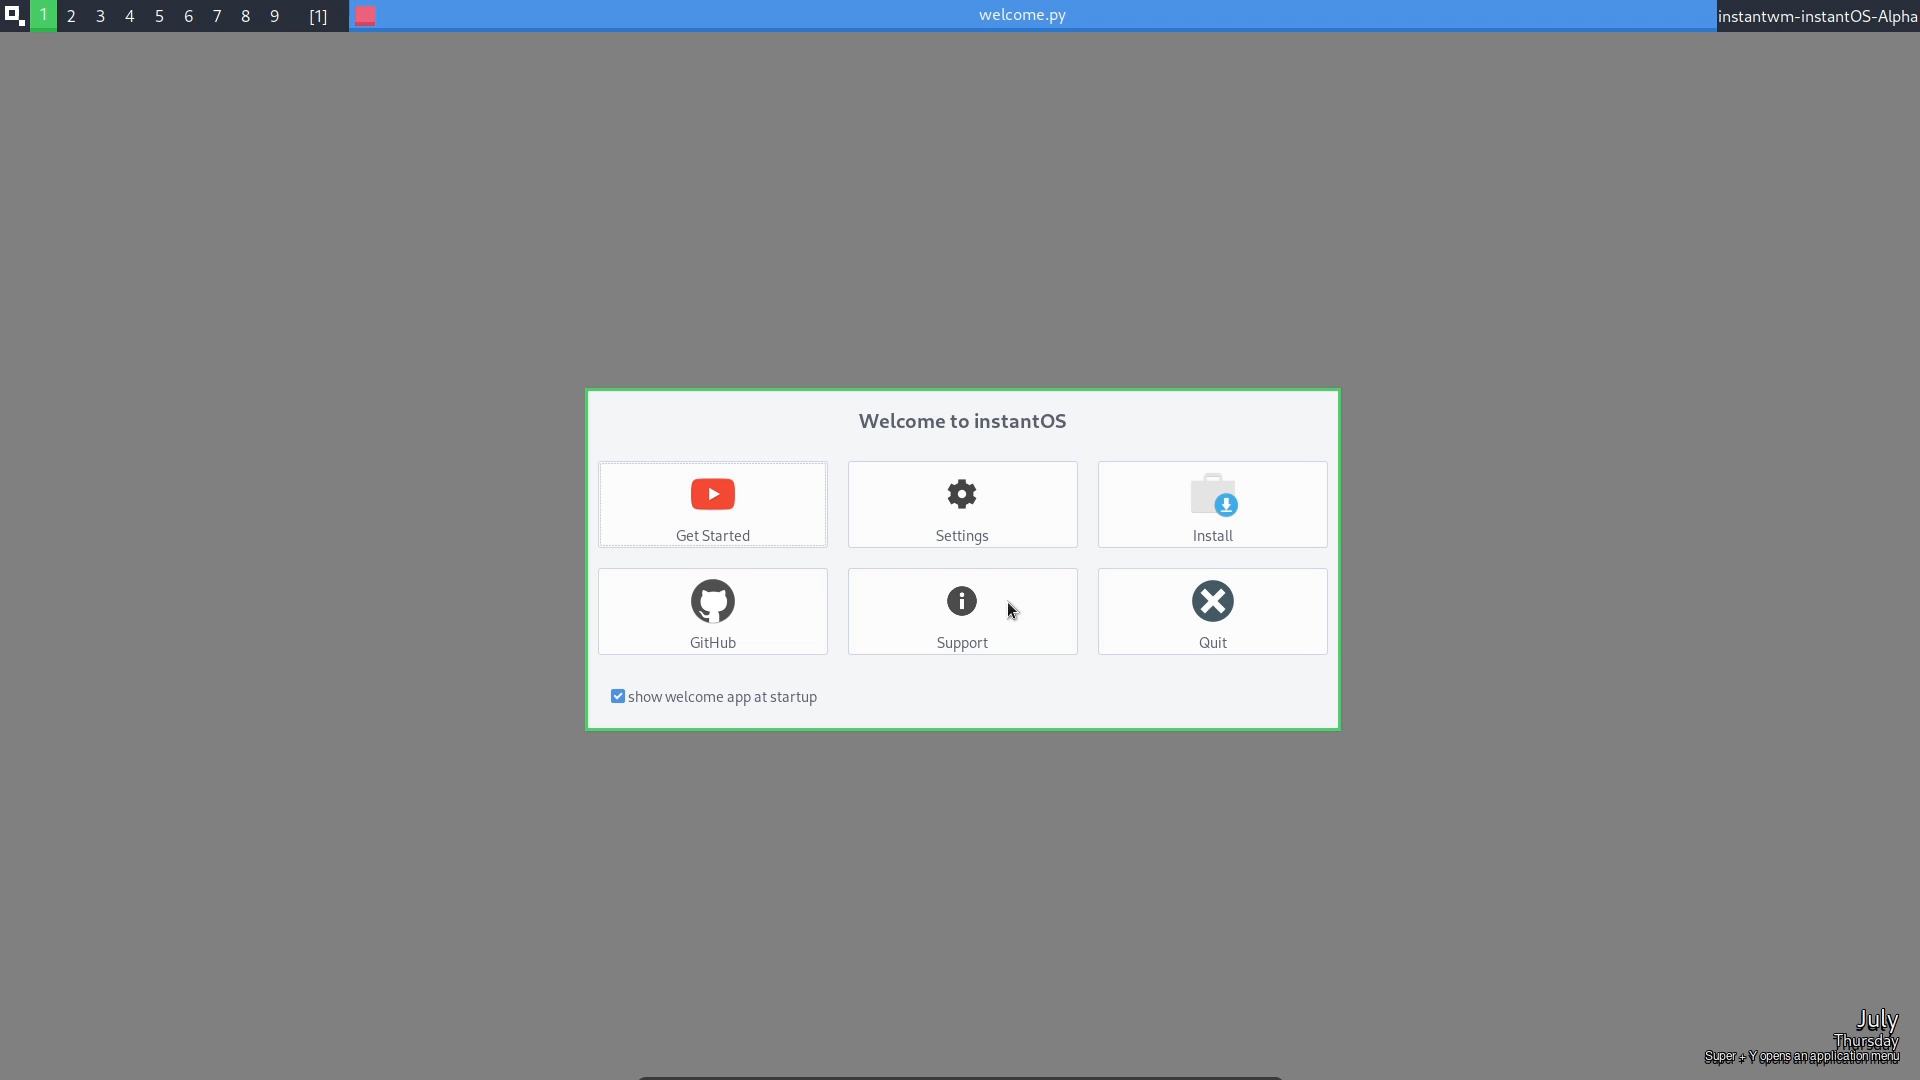 1 2 3 4 5 6 7 8 9 [1] welcome.py instantwm-instantOS-Alpha
Welcome to instantOS
Get Started Settings Install
GitHub Support Quit
show welcome app at startup
July
Thursday
Super + Y opens an application menu